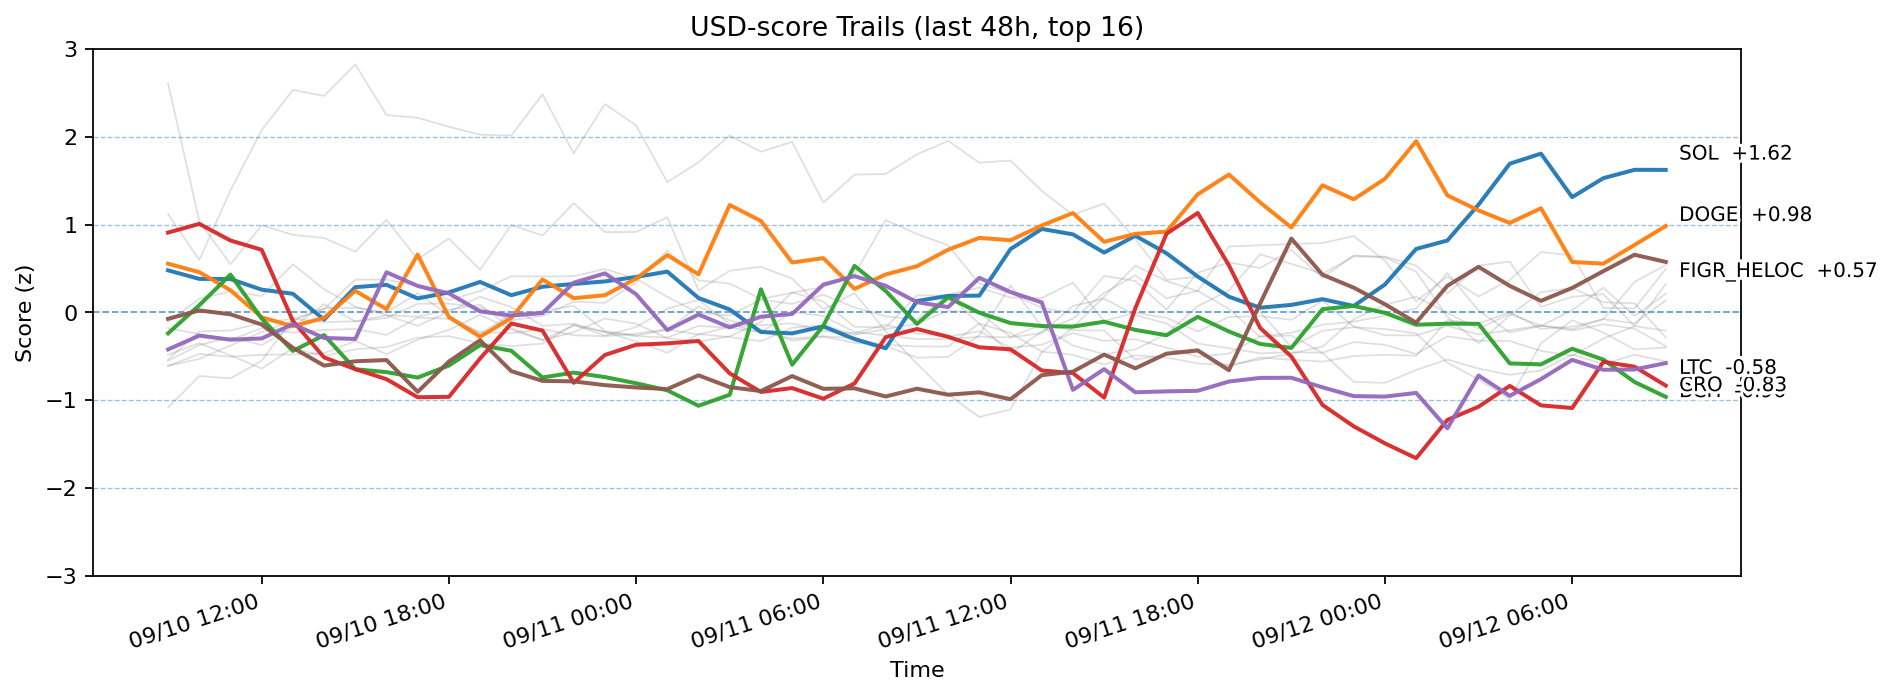 USD-score Trails (last 48h, top 16)
Score (z)
3
2
1
0
−1
−2
−3
SOL +1.62
DOGE +0.98
FIGR_HELOC +0.57
LTC -0.58
CRO -0.83
09/10 12:00
09/10 18:00
09/11 00:00
09/11 06:00
09/11 12:00
09/11 18:00
09/12 00:00
09/12 06:00
Time